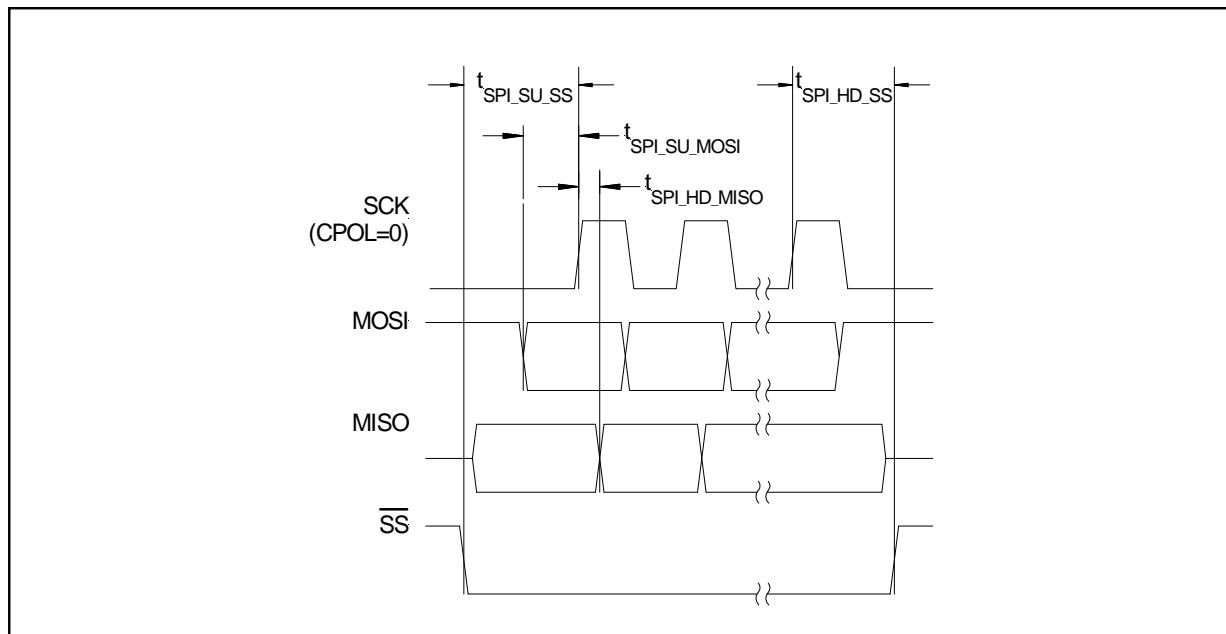 tSPI_SU_SS
tSPI_HD_SS
tSPI_SU_MOSI
tSPI_HD_MISO
SCK
(CPOL=0)
MOSI
MISO
SS